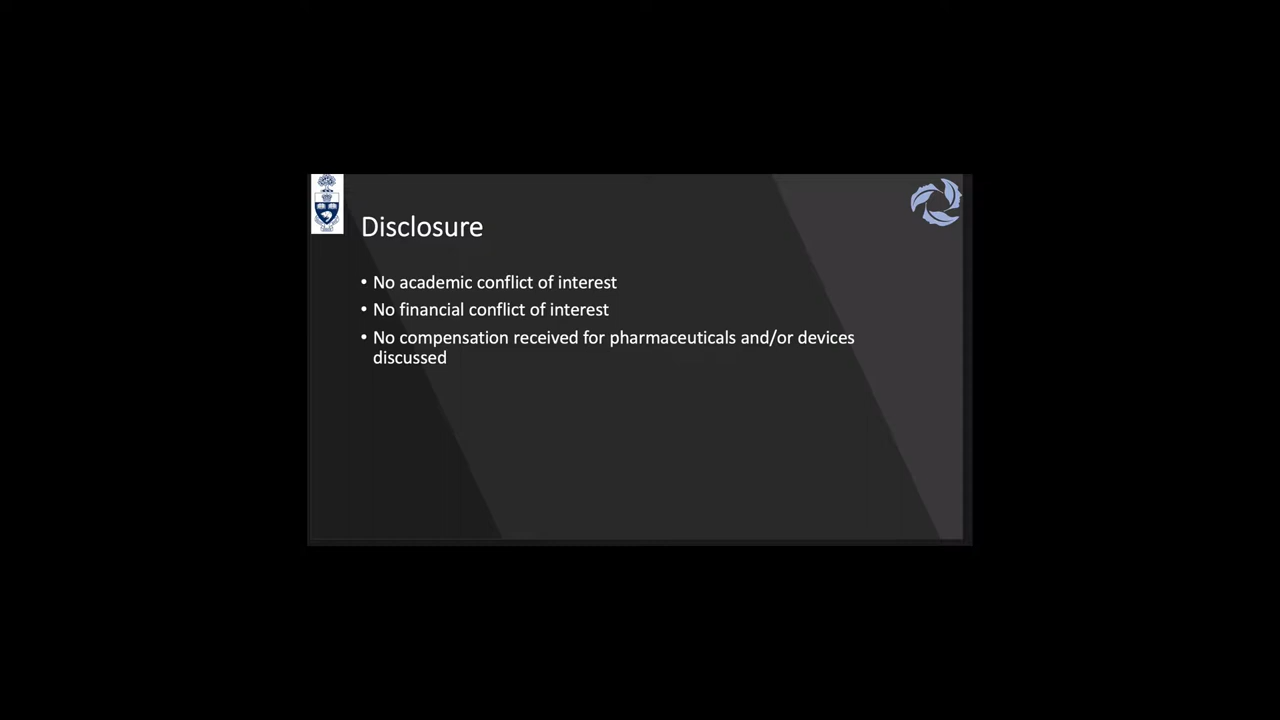 Disclosure
• No academic conflict of interest
• No financial conflict of interest
• No compensation received for pharmaceuticals and/or devices
discussed